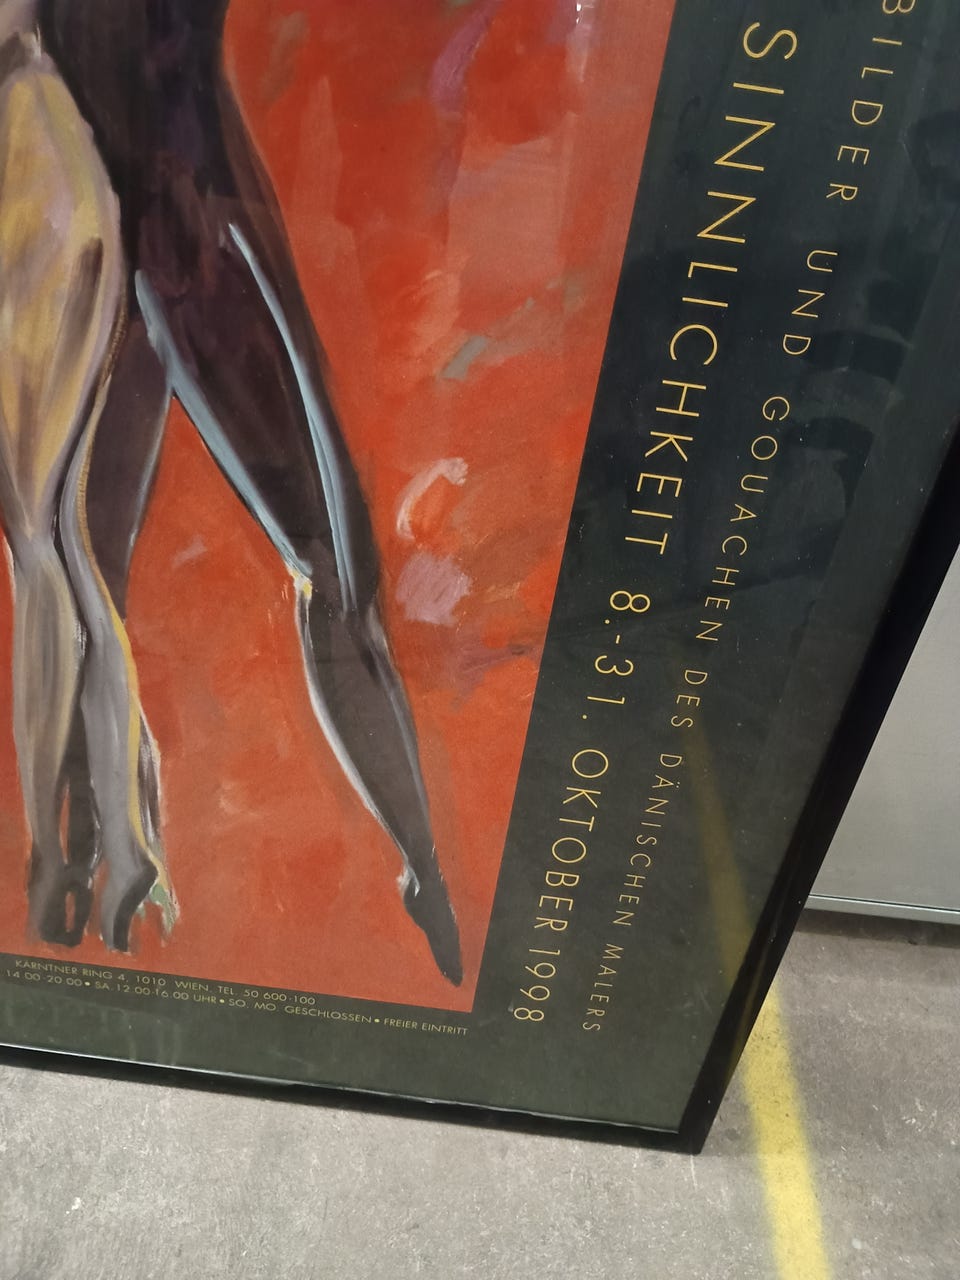 BILDER UND GOUACHEN DES DÄNISCHEN MALERS
SINNLICHKEIT 8.-31. OKTOBER 1998
KÄRNTNER RING 4, 1010 WIEN. TEL. 50 600-100
14 00-20 00 • SA. 12 00-16 00 UHR • SO. MO. GESCHLOSSEN • FREIER EINTRITT